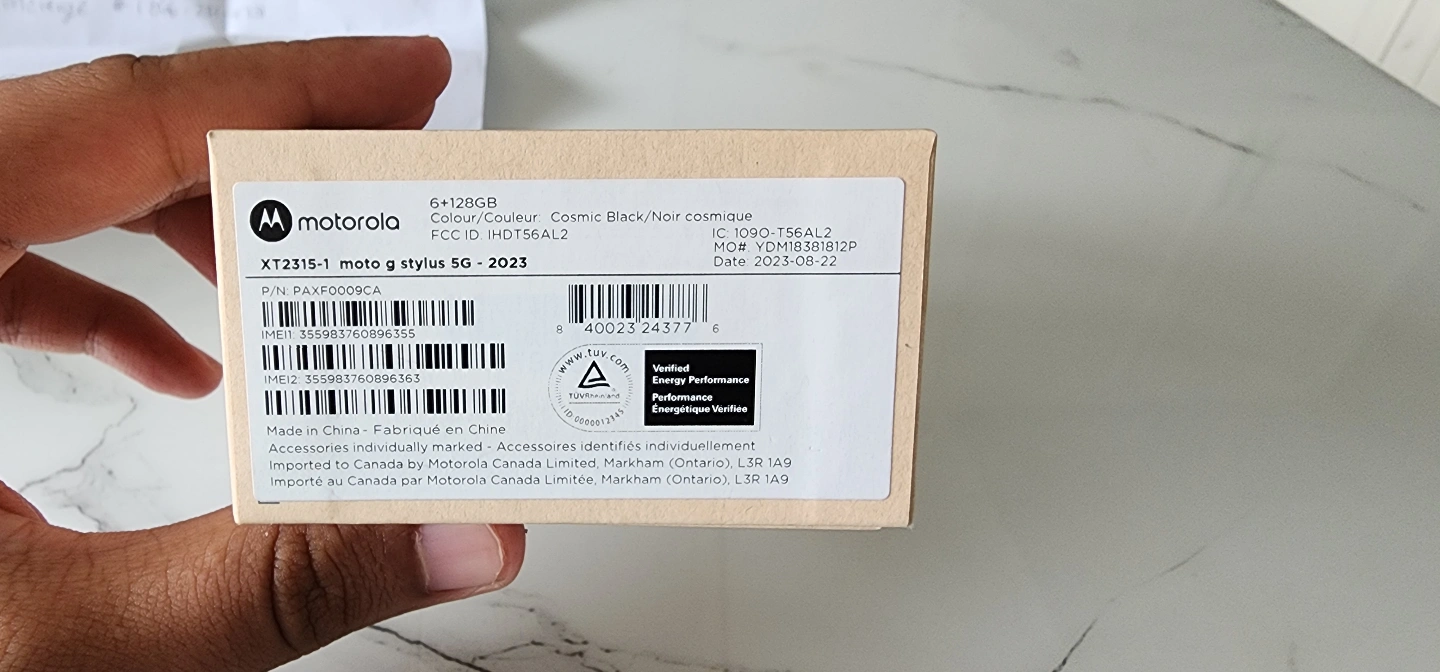 motorola
6+128GB
Colour/Couleur: Cosmic Black/Noir cosmique
FCC ID: IHDT56AL2
IC: 1090-T56AL2
MO#: YDM18381812P
XT2315-1 moto g stylus 5G - 2023
Date: 2023-08-22
P/N: PAXF0009CA
IMEI1: 355983760896355
IMEI2: 355983760896363
8 40023 24377 6
www.tuv.com
TÜVRheinland
ID 0000012345
Verified
Energy Performance
Performance
Énergétique Vérifiée
Made in China - Fabriqué en Chine
Accessories individually marked - Accessoires identifiés individuellement
Imported to Canada by Motorola Canada Limited, Markham (Ontario), L3R 1A9
Importé au Canada par Motorola Canada Limitée, Markham (Ontario), L3R 1A9